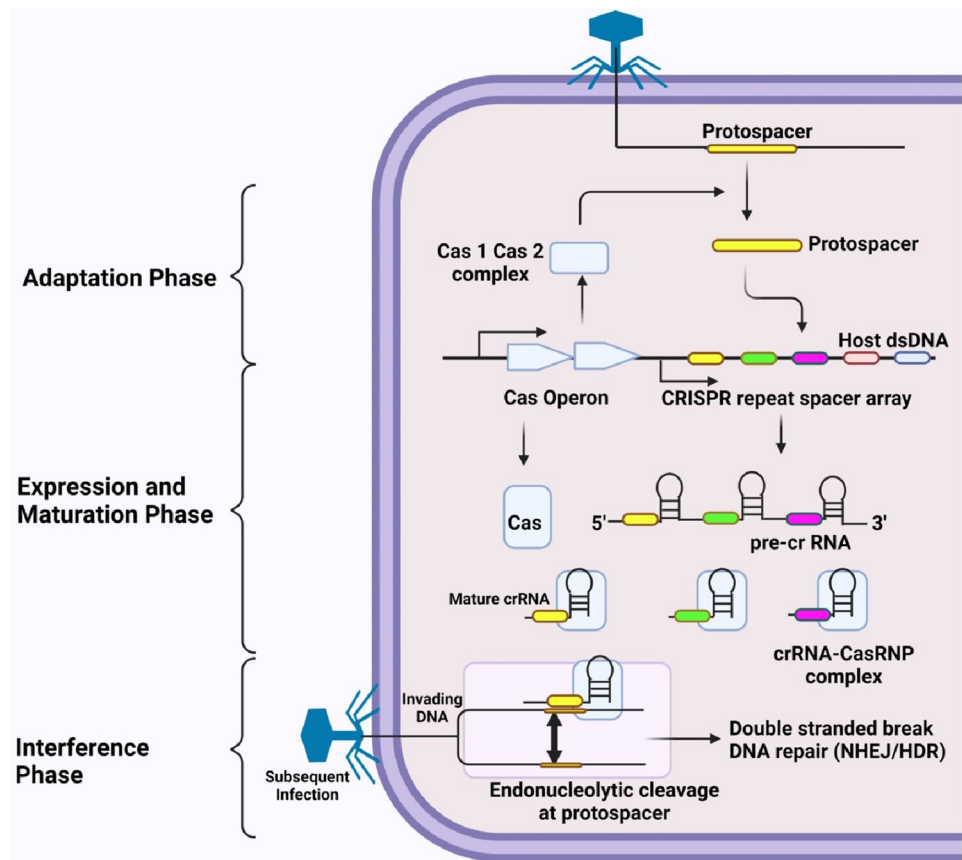 Protospacer
Adaptation Phase
Cas 1 Cas 2
complex
Protospacer
Host dsDNA
Cas Operon
CRISPR repeat spacer array
Expression and
Maturation Phase
Cas
5'
3'
pre-cr RNA
Mature crRNA
crRNA-CasRNP
complex
Interference
Phase
Invading
DNA
Subsequent
Infection
Double stranded break
DNA repair (NHEJ/HDR)
Endonucleolytic cleavage
at protospacer